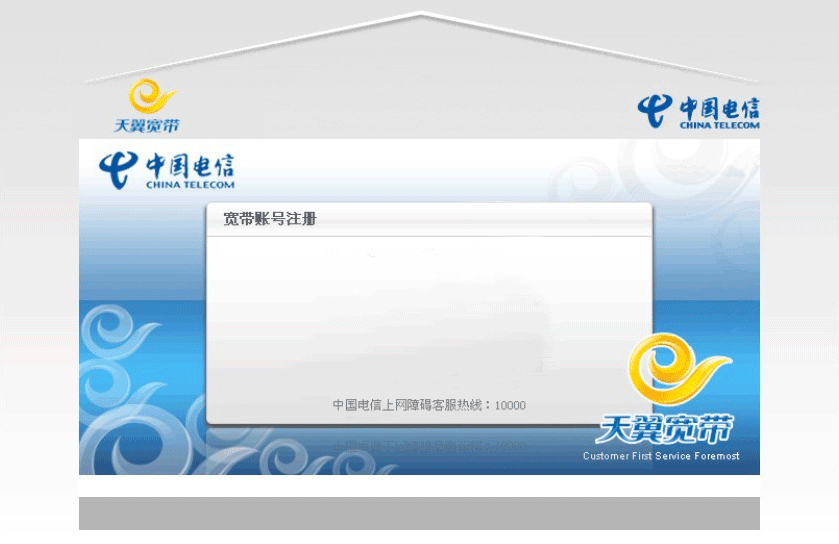 天翼宽带
中国电信
CHINA TELECOM
中国电信
CHINA TELECOM
宽带账号注册
中国电信上网障碍客服热线：10000
天翼宽带
Customer First Service Foremost